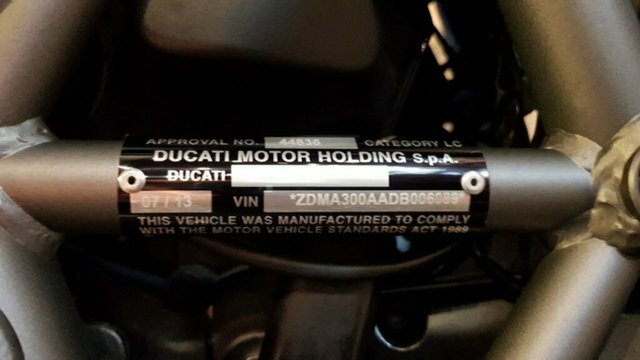 APPROVAL NO. 44838 CATEGORY LC
DUCATI MOTOR HOLDING S.p.A.
DUCATI
07 / 13 VIN *ZDMA300AADB006089*
THIS VEHICLE WAS MANUFACTURED TO COMPLY
WITH THE MOTOR VEHICLE STANDARDS ACT 1989